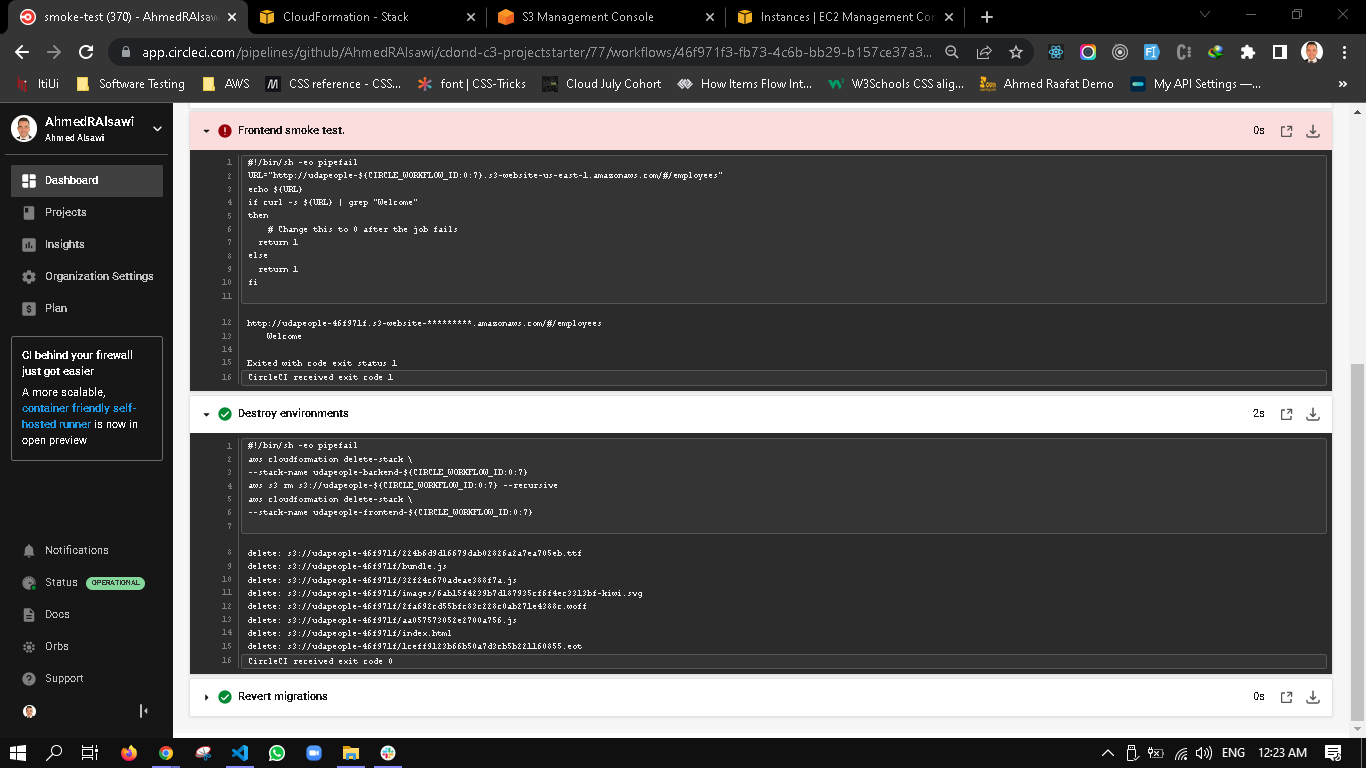 smoke-test (370) - AhmedRAlsaw
CloudFormation - Stack
S3 Management Console
Instances | EC2 Management Con
app.circleci.com/pipelines/github/AhmedRAlsawi/cdond-c3-projectstarter/77/workflows/46f971f3-fb73-4c6b-bb29-b157ce37a3...
ItiUi
Software Testing
AWS
CSS reference - CSS...
font | CSS-Tricks
Cloud July Cohort
How Items Flow Int...
W3Schools CSS alig...
Ahmed Raafat Demo
My API Settings —...
»
AhmedRAlsawi
Ahmed Alsawi
Dashboard
Projects
Insights
Organization Settings
Plan
CI behind your firewall
just got easier
A more scalable,
container friendly self-
hosted runner is now in
open preview
Notifications
Status OPERATIONAL
Docs
Orbs
Support
Frontend smoke test.
0s
1 #!/bin/sh -eo pipefail
2 URL="http://udapeople-${CIRCLE_WORKFLOW_ID:0:7}.s3-website-us-east-1.amazonaws.com/#/employees"
3 echo ${URL}
4 if curl -s ${URL} | grep "Welcome"
5 then
6 # Change this to 0 after the job fails
7 return 1
8 else
9 return 1
10 fi
11
12 http://udapeople-46f971f.s3-website-*********.amazonaws.com/#/employees
13 Welcome
14
15 Exited with code exit status 1
16 CircleCI received exit code 1
Destroy environments
2s
1 #!/bin/sh -eo pipefail
2 aws cloudformation delete-stack \
3 --stack-name udapeople-backend-${CIRCLE_WORKFLOW_ID:0:7}
4 aws s3 rm s3://udapeople-${CIRCLE_WORKFLOW_ID:0:7} --recursive
5 aws cloudformation delete-stack \
6 --stack-name udapeople-frontend-${CIRCLE_WORKFLOW_ID:0:7}
7
8 delete: s3://udapeople-46f971f/224b6d9d16679dab02826a2a7ea705eb.ttf
9 delete: s3://udapeople-46f971f/bundle.js
10 delete: s3://udapeople-46f971f/32f24c670adeae388f7a.js
11 delete: s3://udapeople-46f971f/images/6ab15f4239b7d187935cf6f4ec3313bf-kiwi.svg
12 delete: s3://udapeople-46f971f/2fa692cd55bfc83c228c0ab271e4388c.woff
13 delete: s3://udapeople-46f971f/aa057573052e2700a756.js
14 delete: s3://udapeople-46f971f/index.html
15 delete: s3://udapeople-46f971f/1ceff9123b66b50a7d3cb5b221160855.eot
16 CircleCI received exit code 0
Revert migrations
0s
ENG
12:23 AM